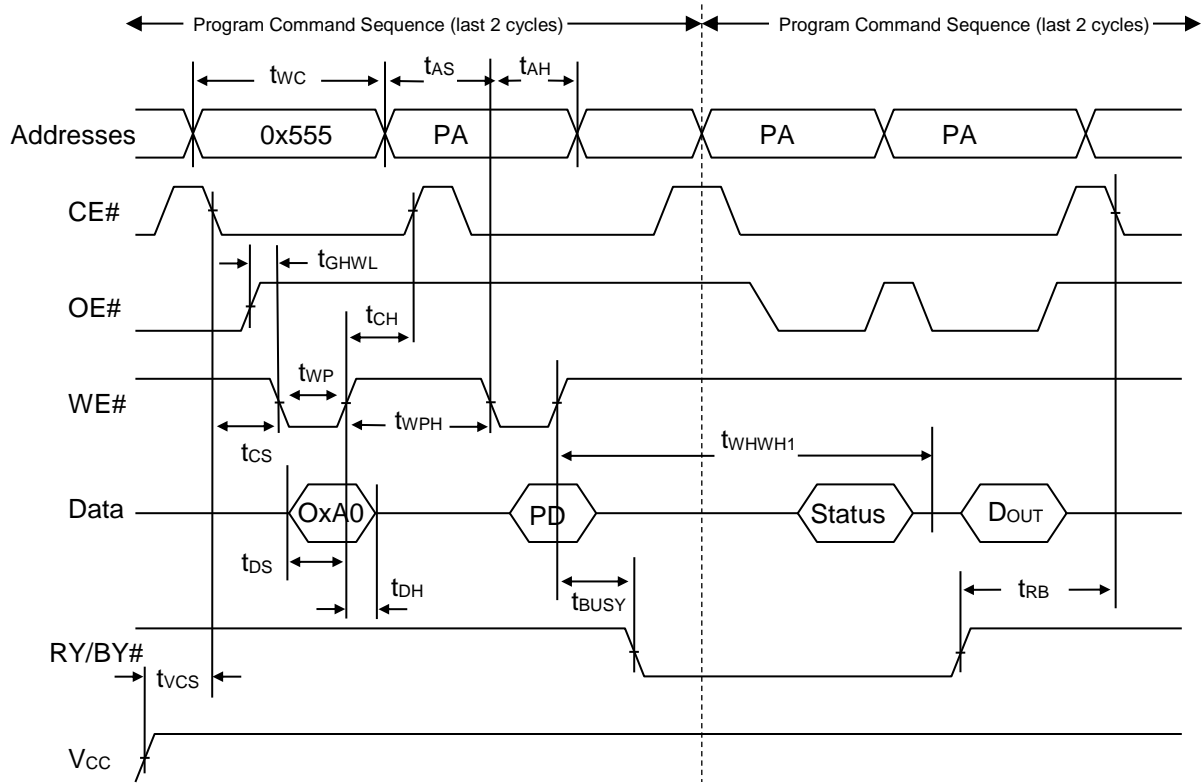 Program Command Sequence (last 2 cycles) Program Command Sequence (last 2 cycles)
tWC tAS tAH
Addresses 0x555 PA PA PA
CE#
tGHWL
OE#
tCH
tWP
WE#
tWPH
tCS tWHWH1
Data OxA0 PD Status DOUT
tDS
tDH tBUSY tRB
RY/BY#
tVCS
VCC